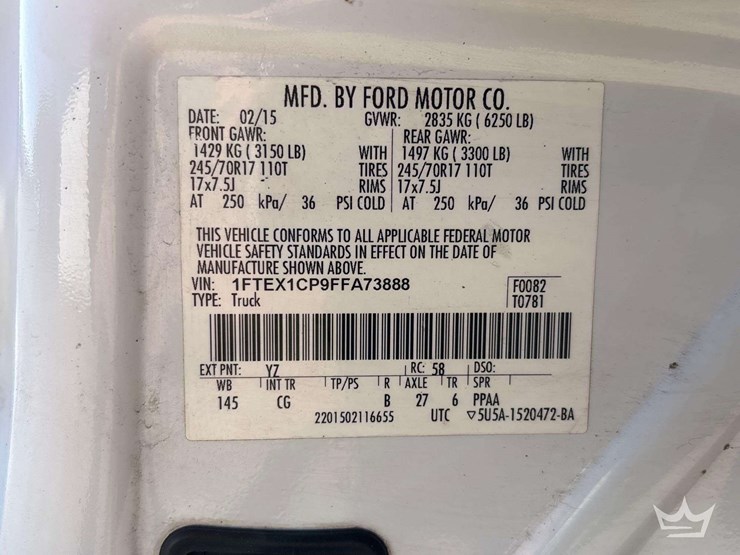 MFD. BY FORD MOTOR CO.
DATE: 02/15 GVWR: 2835 KG ( 6250 LB)
FRONT GAWR: REAR GAWR:
1429 KG ( 3150 LB) WITH 1497 KG ( 3300 LB) WITH
245/70R17 110T TIRES 245/70R17 110T TIRES
17x7.5J RIMS 17x7.5J RIMS
AT 250 kPa/ 36 PSI COLD AT 250 kPa/ 36 PSI COLD
THIS VEHICLE CONFORMS TO ALL APPLICABLE FEDERAL MOTOR
VEHICLE SAFETY STANDARDS IN EFFECT ON THE DATE OF
MANUFACTURE SHOWN ABOVE.
VIN: 1FTEX1CP9FFA73888 F0082
TYPE: Truck T0781
EXT PNT: YZ RC: 58 DSO:
WB INT TR TP/PS R AXLE TR SPR
145 CG B 27 6 PPAA
2201502116655 UTC ▽5U5A-1520472-BA